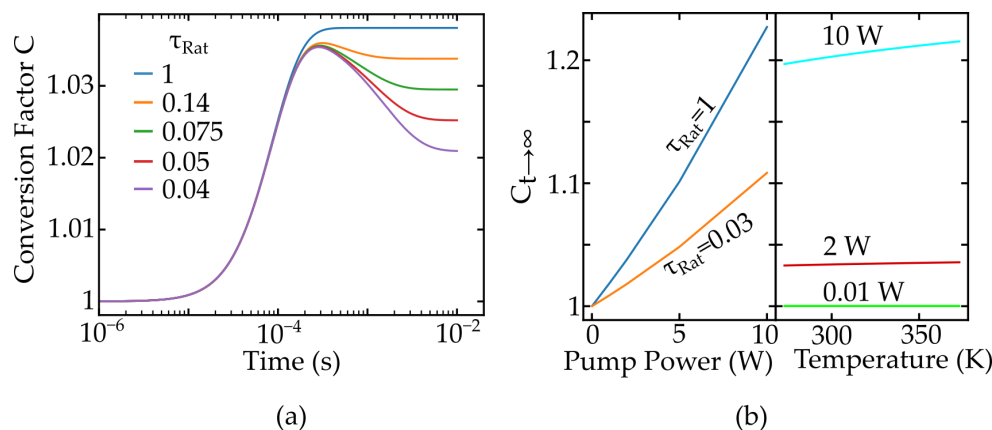 Conversion Factor C
1.03
1.02
1.01
1
τRat
1
0.14
0.075
0.05
0.04
10⁻⁶
10⁻⁴
10⁻²
Time (s)
(a)
Ct→∞
1.2
1.1
1
τRat=1
τRat=0.03
0
5
10
Pump Power (W)
10 W
2 W
0.01 W
300
350
Temperature (K)
(b)